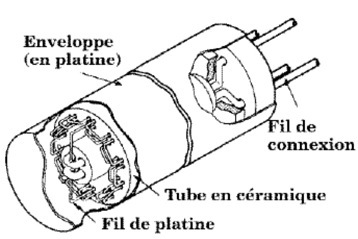 Enveloppe
(en platine)
Fil de
connexion
Tube en céramique
Fil de platine